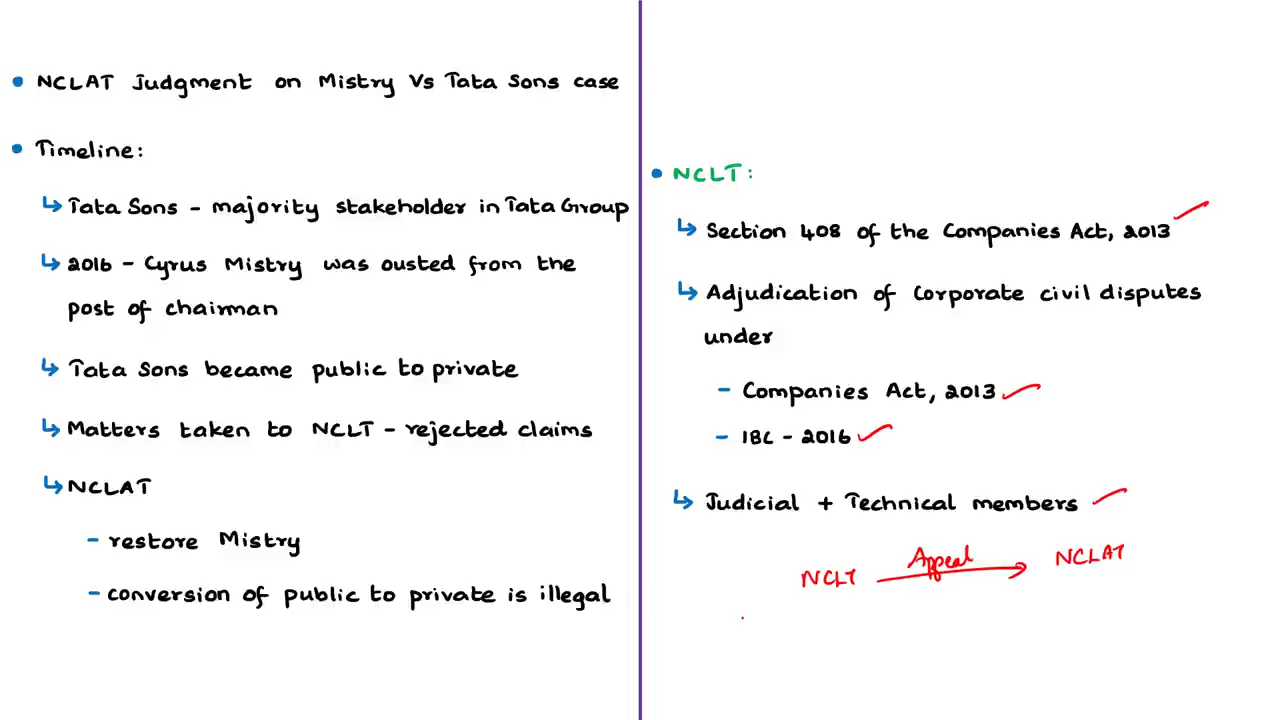 • NCLAT Judgment on Mistry Vs Tata Sons case
• Timeline:
↳ Tata Sons - majority stakeholder in Tata Group
↳ 2016 - Cyrus Mistry was ousted from the
post of chairman
↳ Tata Sons became public to private
↳ Matters taken to NCLT - rejected claims
↳ NCLAT
- restore Mistry
- conversion of public to private is illegal
• NCLT:
↳ Section 408 of the Companies Act, 2013
↳ Adjudication of corporate civil disputes
under
- Companies Act, 2013
- IBC - 2016
↳ Judicial + Technical members
NCLT Appeal → NCLAT